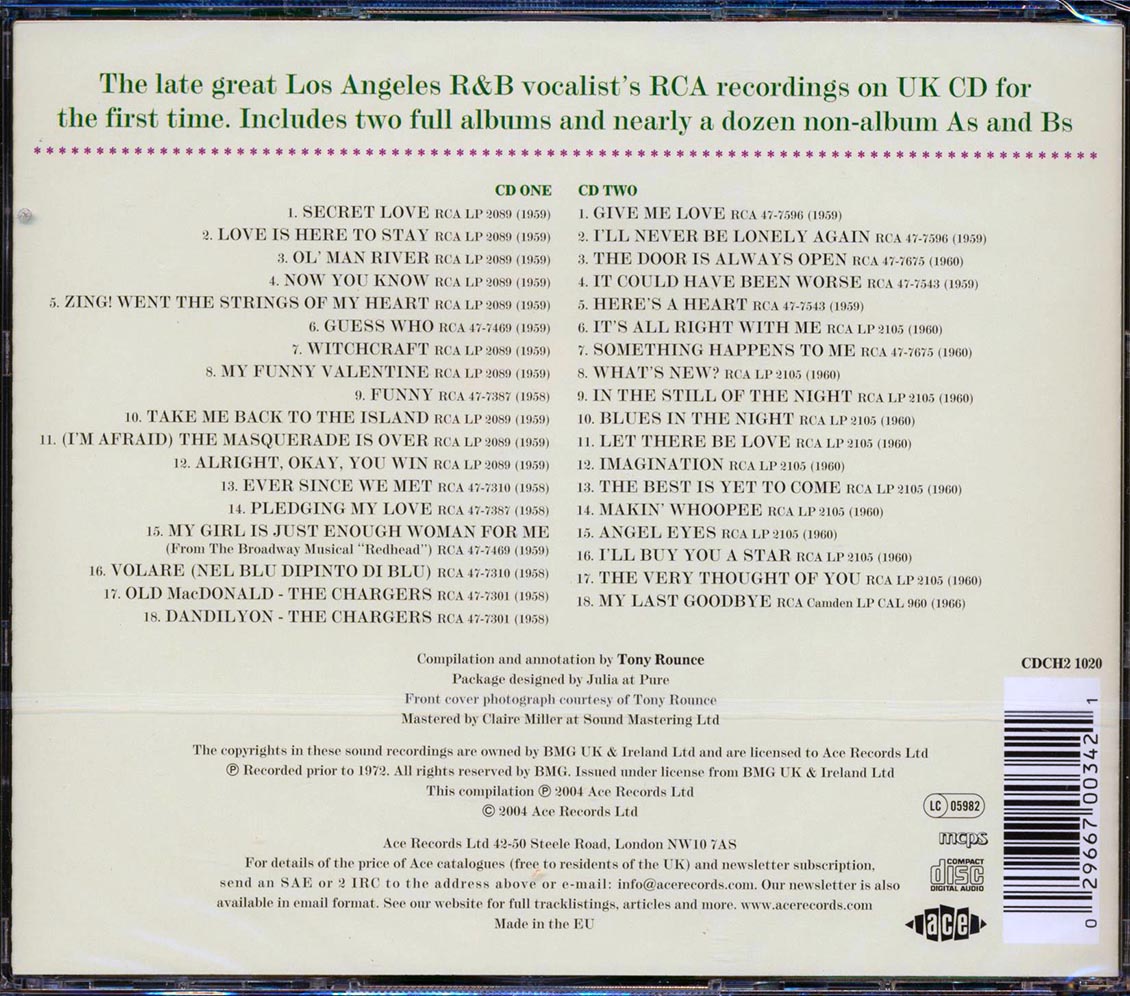 The late great Los Angeles R&B vocalist's RCA recordings on UK CD for
the first time. Includes two full albums and nearly a dozen non-album As and Bs
CD ONE
1. SECRET LOVE RCA LP 2089 (1959)
2. LOVE IS HERE TO STAY RCA LP 2089 (1959)
3. OL' MAN RIVER RCA LP 2089 (1959)
4. NOW YOU KNOW RCA LP 2089 (1959)
5. ZING! WENT THE STRINGS OF MY HEART RCA LP 2089 (1959)
6. GUESS WHO RCA 47-7469 (1959)
7. WITCHCRAFT RCA LP 2089 (1959)
8. MY FUNNY VALENTINE RCA LP 2089 (1959)
9. FUNNY RCA 47-7387 (1958)
10. TAKE ME BACK TO THE ISLAND RCA LP 2089 (1959)
11. (I'M AFRAID) THE MASQUERADE IS OVER RCA LP 2089 (1959)
12. ALRIGHT, OKAY, YOU WIN RCA LP 2089 (1959)
13. EVER SINCE WE MET RCA 47-7310 (1958)
14. PLEDGING MY LOVE RCA 47-7387 (1958)
15. MY GIRL IS JUST ENOUGH WOMAN FOR ME
(From The Broadway Musical "Redhead") RCA 47-7469 (1959)
16. VOLARE (NEL BLU DIPINTO DI BLU) RCA 47-7310 (1958)
17. OLD MacDONALD - THE CHARGERS RCA 47-7301 (1958)
18. DANDILYON - THE CHARGERS RCA 47-7301 (1958)
CD TWO
1. GIVE ME LOVE RCA 47-7596 (1959)
2. I'LL NEVER BE LONELY AGAIN RCA 47-7596 (1959)
3. THE DOOR IS ALWAYS OPEN RCA 47-7675 (1960)
4. IT COULD HAVE BEEN WORSE RCA 47-7543 (1959)
5. HERE'S A HEART RCA 47-7543 (1959)
6. IT'S ALL RIGHT WITH ME RCA LP 2105 (1960)
7. SOMETHING HAPPENS TO ME RCA 47-7675 (1960)
8. WHAT'S NEW? RCA LP 2105 (1960)
9. IN THE STILL OF THE NIGHT RCA LP 2105 (1960)
10. BLUES IN THE NIGHT RCA LP 2105 (1960)
11. LET THERE BE LOVE RCA LP 2105 (1960)
12. IMAGINATION RCA LP 2105 (1960)
13. THE BEST IS YET TO COME RCA LP 2105 (1960)
14. MAKIN' WHOOPEE RCA LP 2105 (1960)
15. ANGEL EYES RCA LP 2105 (1960)
16. I'LL BUY YOU A STAR RCA LP 2105 (1960)
17. THE VERY THOUGHT OF YOU RCA LP 2105 (1960)
18. MY LAST GOODBYE RCA Camden LP CAL 960 (1966)
Compilation and annotation by Tony Rounce
Package designed by Julia at Pure
Front cover photograph courtesy of Tony Rounce
Mastered by Claire Miller at Sound Mastering Ltd
The copyrights in these sound recordings are owned by BMG UK & Ireland Ltd and are licensed to Ace Records Ltd
℗ Recorded prior to 1972. All rights reserved by BMG. Issued under license from BMG UK & Ireland Ltd
This compilation ℗ 2004 Ace Records Ltd
© 2004 Ace Records Ltd
Ace Records Ltd 42-50 Steele Road, London NW10 7AS
For details of the price of Ace catalogues (free to residents of the UK) and newsletter subscription,
send an SAE or 2 IRC to the address above or e-mail: info@acerecords.com. Our newsletter is also
available in email format. See our website for full tracklistings, articles and more. www.acerecords.com
Made in the EU
CDCH2 1020
0 29667 00342 1
LC 05982
mcps
COMPACT
disc
DIGITAL AUDIO
ace